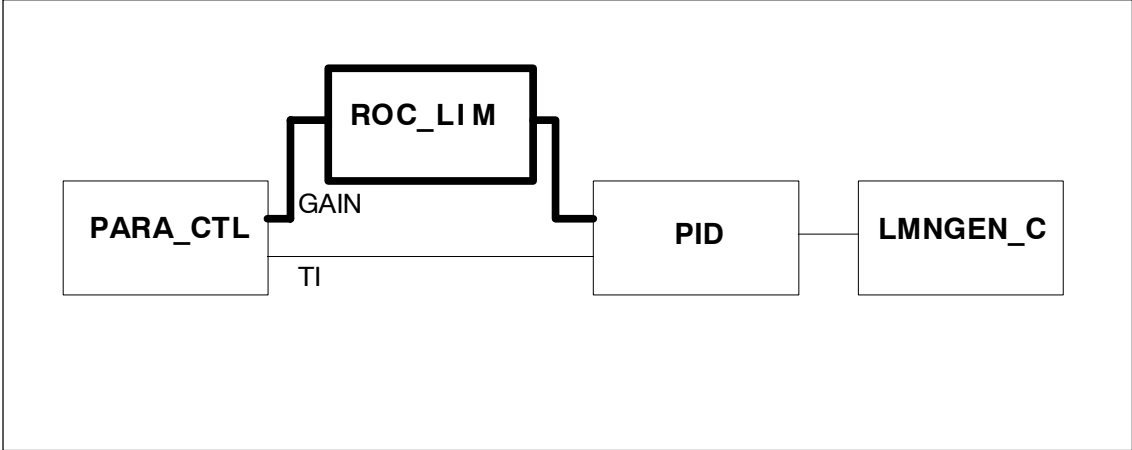 ROC_LIM
GAIN
PARA_CTL
PID
LMNGEN_C
TI